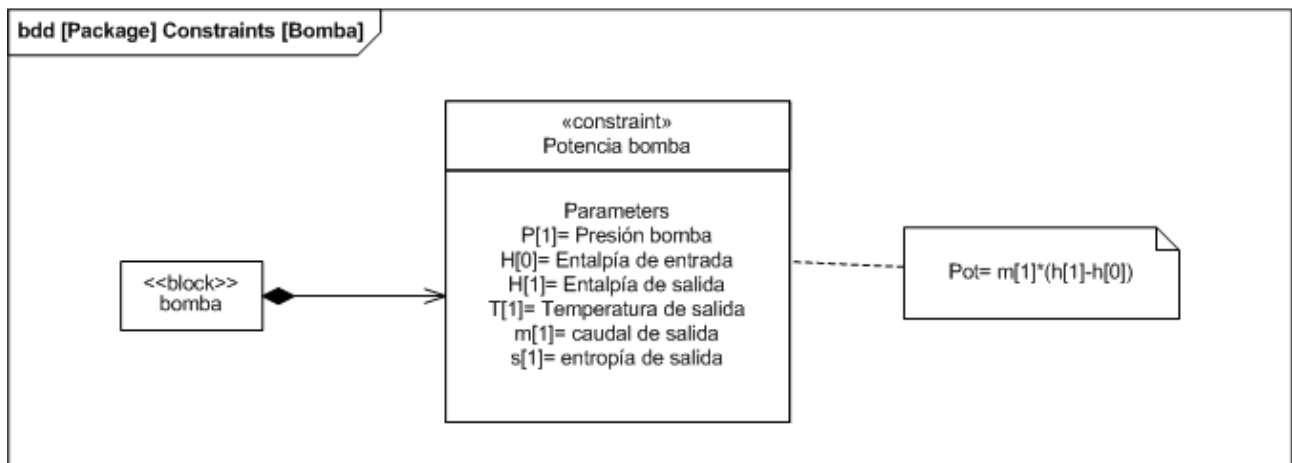 bdd [Package] Constraints [Bomba]
«constraint»
Potencia bomba
Parameters
P[1]= Presión bomba
H[0]= Entalpía de entrada
H[1]= Entalpía de salida
T[1]= Temperatura de salida
m[1]= caudal de salida
s[1]= entropía de salida
<<block>>
bomba
Pot= m[1]*(h[1]-h[0])